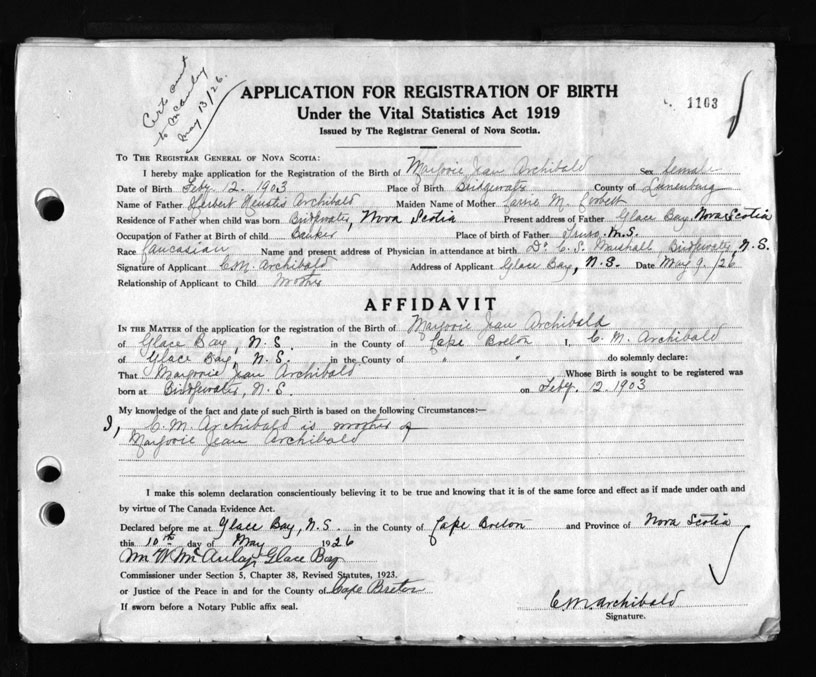 Cert. sent
to McAulay
May 13/26.
APPLICATION FOR REGISTRATION OF BIRTH
1103
Under the Vital Statistics Act 1919
Issued by The Registrar General of Nova Scotia.
TO THE REGISTRAR GENERAL OF NOVA SCOTIA:
I hereby make application for the Registration of the Birth of Marjorie Jean Archibald Sex female
Date of Birth Feby. 12. 1903 Place of Birth Bridgewater County of Lunenburg
Name of Father Herbert Huestis Archibald Maiden Name of Mother Carrie M. Corbett
Residence of Father when child was born Bridgewater, Nova Scotia Present address of Father Glace Bay, Nova Scotia
Occupation of Father at Birth of child Banker Place of birth of Father Truro, N.S.
Race Caucasian Name and present address of Physician in attendance at birth Dr C. S. Marshall Bridgewater, N.S.
Signature of Applicant C.M. Archibald Address of Applicant Glace Bay, N.S. Date May 9./26
Relationship of Applicant to Child Mother
AFFIDAVIT
IN THE MATTER of the application for the registration of the Birth of Marjorie Jean Archibald
of Glace Bay, N.S. in the County of Cape Breton I, C. M. Archibald
of Glace Bay, N.S. in the County of " " do solemnly declare:
That Marjorie Jean Archibald Whose Birth is sought to be registered was
born at Bridgewater, N.S. on Feby. 12. 1903
My knowledge of the fact and date of such Birth is based on the following Circumstances:—
I, C. M. Archibald is mother of
Marjorie Jean Archibald
I make this solemn declaration conscientiously believing it to be true and knowing that it is of the same force and effect as if made under oath and
by virtue of The Canada Evidence Act.
Declared before me at Glace Bay, N.S. in the County of Cape Breton and Province of Nova Scotia
this 10th day of May 1926
Wm W McAulay, Glace Bay
Commissioner under Section 5, Chapter 38, Revised Statutes, 1923.
or Justice of the Peace in and for the County of Cape Breton
If sworn before a Notary Public affix seal.
C.M. Archibald
Signature.